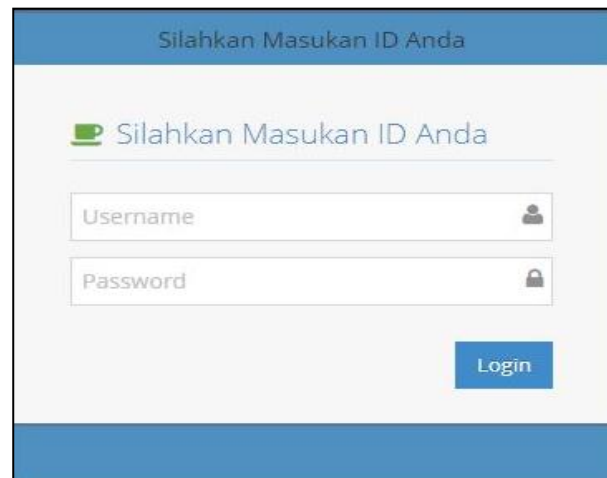 Silahkan Masukan ID Anda
Silahkan Masukan ID Anda
Username
Password
Login